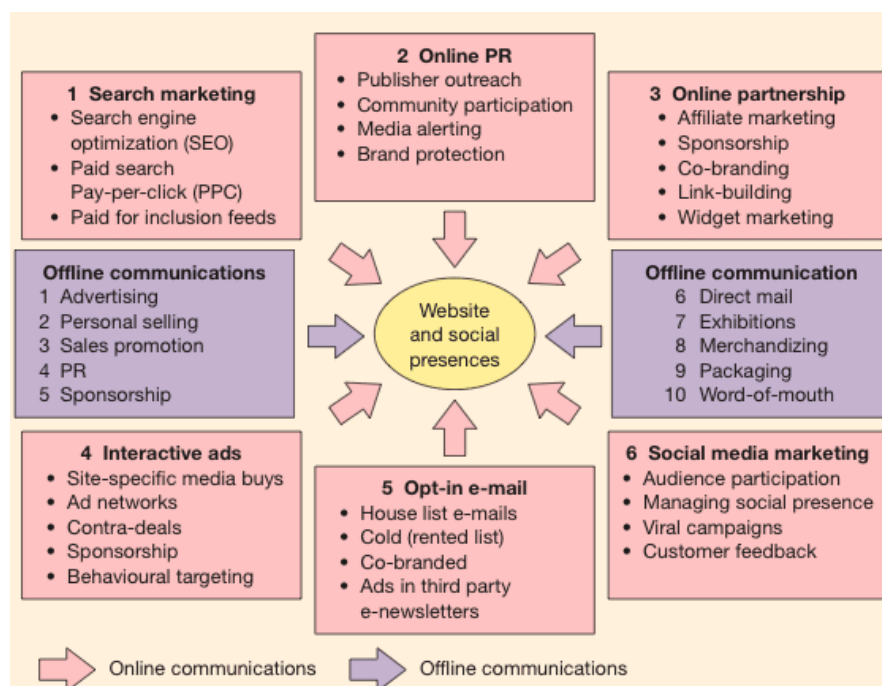 1 Search marketing
• Search engine
optimization (SEO)
• Paid search
Pay-per-click (PPC)
• Paid for inclusion feeds
2 Online PR
• Publisher outreach
• Community participation
• Media alerting
• Brand protection
3 Online partnership
• Affiliate marketing
• Sponsorship
• Co-branding
• Link-building
• Widget marketing
Offline communications
1 Advertising
2 Personal selling
3 Sales promotion
4 PR
5 Sponsorship
Website
and social
presences
Offline communication
6 Direct mail
7 Exhibitions
8 Merchandizing
9 Packaging
10 Word-of-mouth
4 Interactive ads
• Site-specific media buys
• Ad networks
• Contra-deals
• Sponsorship
• Behavioural targeting
5 Opt-in e-mail
• House list e-mails
• Cold (rented list)
• Co-branded
• Ads in third party
e-newsletters
6 Social media marketing
• Audience participation
• Managing social presence
• Viral campaigns
• Customer feedback
Online communications
Offline communications